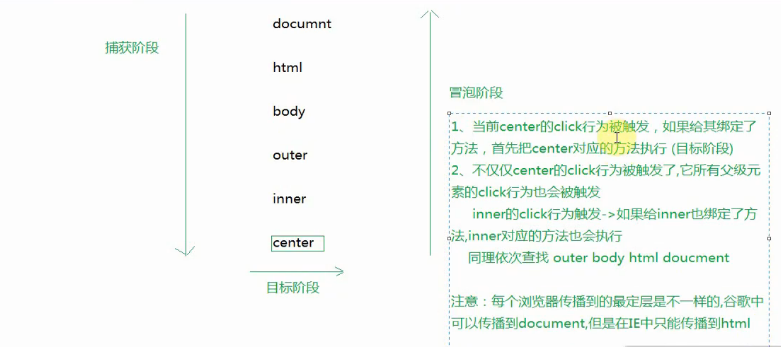 documnt
捕获阶段
html
body
outer
inner
center
目标阶段
冒泡阶段
1、当前center的click行为被触发，如果给其绑定了
方法，首先把center对应的方法执行 (目标阶段)
2、不仅仅center的click行为被触发了,它所有父级元
素的click行为也会被触发
inner的click行为触发->如果给inner也绑定了方
法,inner对应的方法也会执行
同理依次查找 outer body html doucment
注意：每个浏览器传播到的最定层是不一样的,谷歌中
可以传播到document,但是在IE中只能传播到html